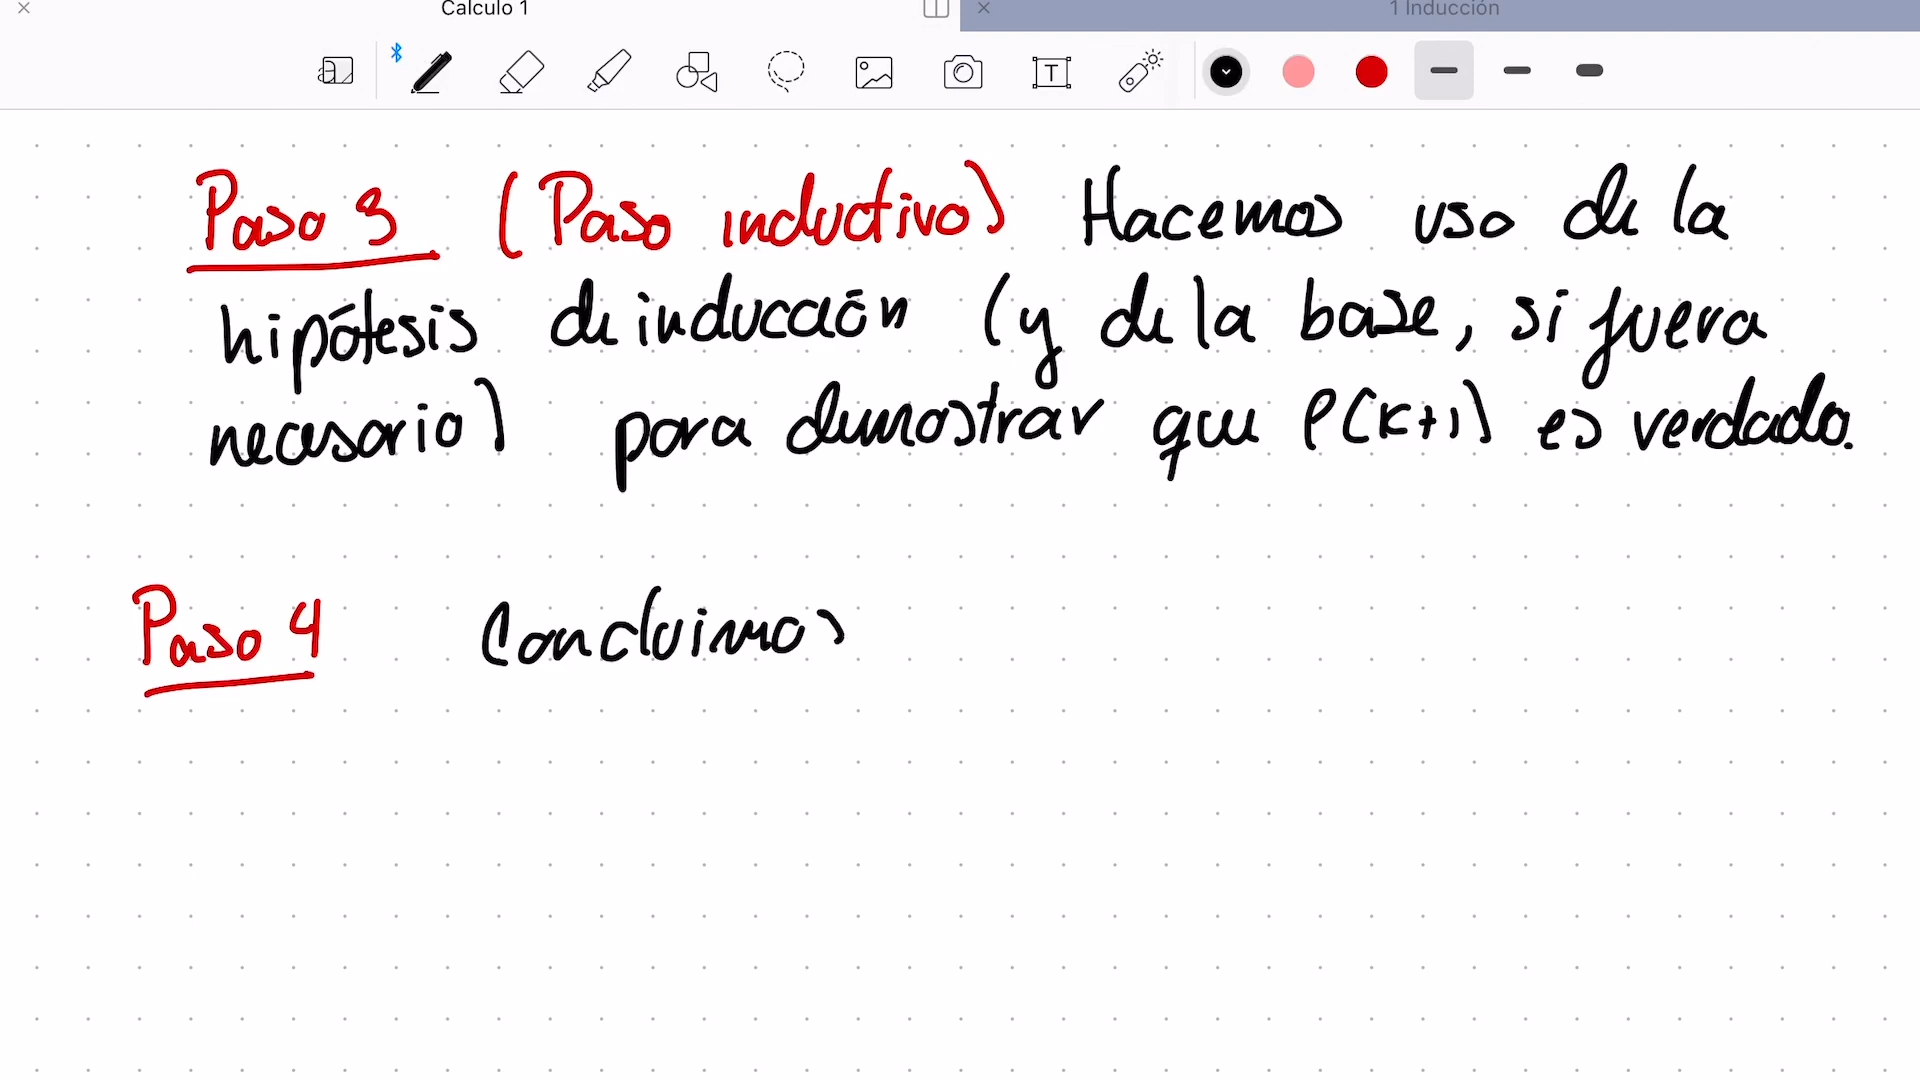 Calculo 1
1 Inducción
T
Paso 3 (Paso inductivo) Hacemos uso de la
hipótesis de inducción (y de la base, si fuera
necesario) para demostrar que P(K+1) es verdado.
Paso 4 Concluimos